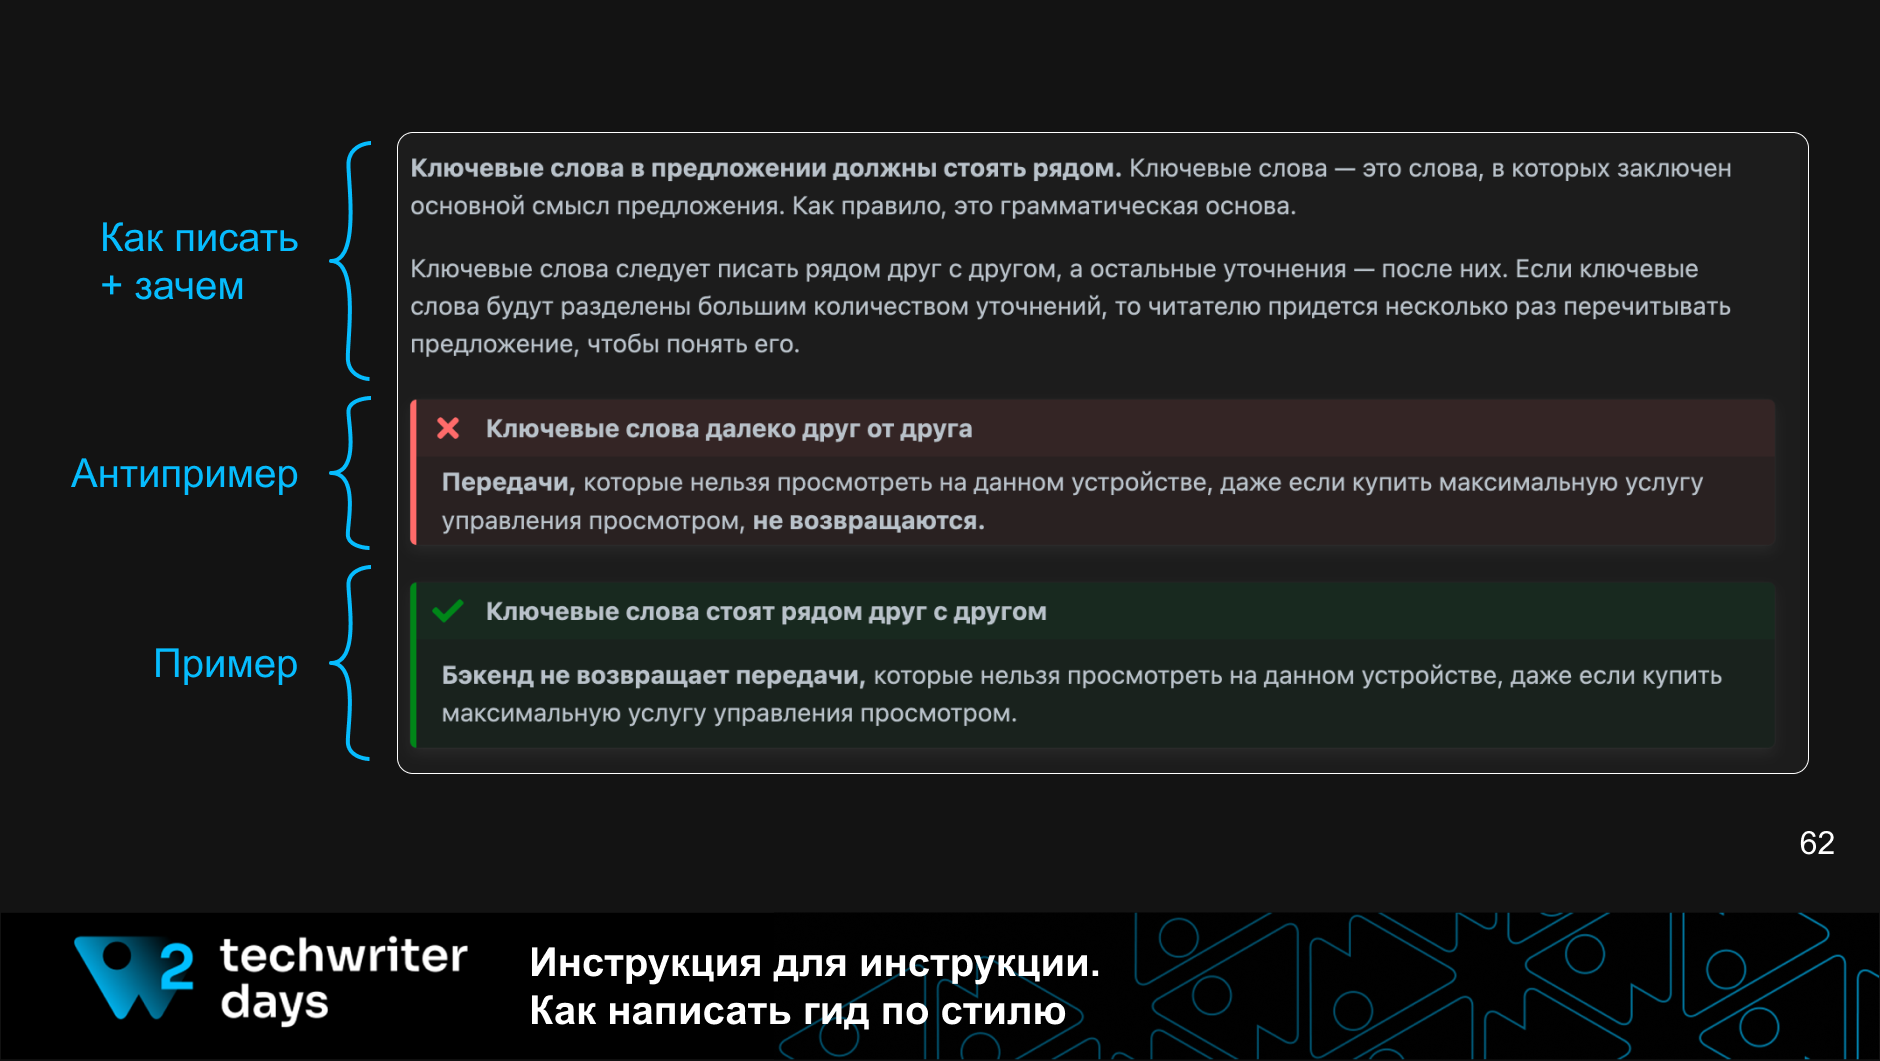 Как писать
+ зачем
Ключевые слова в предложении должны стоять рядом. Ключевые слова — это слова, в которых заключен
основной смысл предложения. Как правило, это грамматическая основа.
Ключевые слова следует писать рядом друг с другом, а остальные уточнения — после них. Если ключевые
слова будут разделены большим количеством уточнений, то читателю придется несколько раз перечитывать
предложение, чтобы понять его.
Антипример
Ключевые слова далеко друг от друга
Передачи, которые нельзя просмотреть на данном устройстве, даже если купить максимальную услугу
управления просмотром, не возвращаются.
Пример
Ключевые слова стоят рядом друг с другом
Бэкенд не возвращает передачи, которые нельзя просмотреть на данном устройстве, даже если купить
максимальную услугу управления просмотром.
62
2 techwriter
days
Инструкция для инструкции.
Как написать гид по стилю